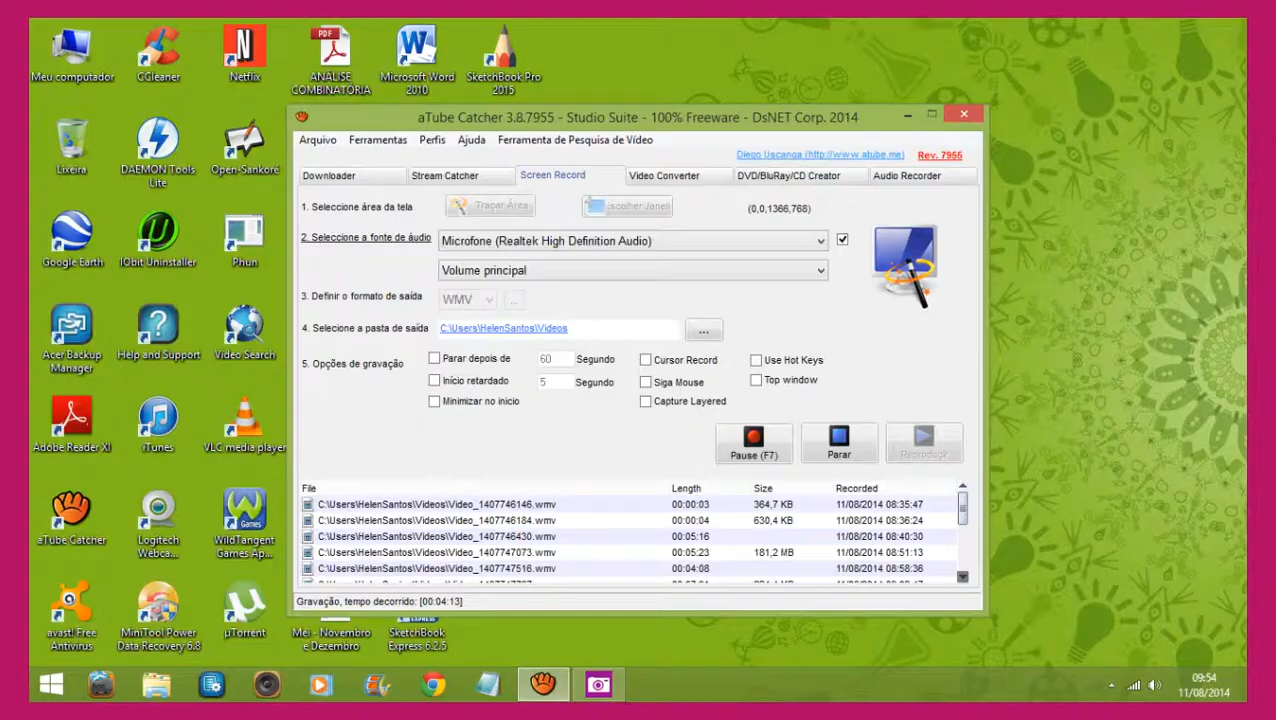 Meu computador
CCleaner
Netflix
ANÁLISE COMBINATÓRIA
Microsoft Word 2010
SketchBook Pro 2015
Lixeira
DAEMON Tools Lite
Open-Sankoré
Google Earth
IObit Uninstaller
Phun
Acer Backup Manager
Help and Support
Video Search
Adobe Reader XI
iTunes
VLC media player
aTube Catcher
Logitech Webca...
WildTangent Games Ap...
avast! Free Antivirus
MiniTool Power Data Recovery 6.8
µTorrent
Mei - Novembro e Dezembro
SketchBook Express 6.2.5
aTube Catcher 3.8.7955 - Studio Suite - 100% Freeware - DsNET Corp. 2014
Arquivo Ferramentas Perfis Ajuda Ferramenta de Pesquisa de Vídeo
Diego Uscanga (http://www.atube.me) Rev. 7955
Downloader Stream Catcher Screen Record Video Converter DVD/BluRay/CD Creator Audio Recorder
1. Seleccione área da tela Traçar Área Escolher Janela (0,0,1366,768)
2. Seleccione a fonte de áudio Microfone (Realtek High Definition Audio)
Volume principal
3. Definir o formato de saída WMV ...
4. Selecione a pasta de saída C:\Users\HelenSantos\Videos ...
5. Opções de gravação Parar depois de 60 Segundo Cursor Record Use Hot Keys
Início retardado 5 Segundo Siga Mouse Top window
Minimizar no inicio Capture Layered
Pause (F7) Parar Reproduzir
File Length Size Recorded
C:\Users\HelenSantos\Videos\Video_1407746146.wmv 00:00:03 364,7 KB 11/08/2014 08:35:47
C:\Users\HelenSantos\Videos\Video_1407746184.wmv 00:00:04 630,4 KB 11/08/2014 08:36:24
C:\Users\HelenSantos\Videos\Video_1407746430.wmv 00:05:16 11/08/2014 08:40:30
C:\Users\HelenSantos\Videos\Video_1407747073.wmv 00:05:23 181,2 MB 11/08/2014 08:51:13
C:\Users\HelenSantos\Videos\Video_1407747516.wmv 00:04:08 11/08/2014 08:58:36
Gravação, tempo decorrido: [00:04:13]
09:54
11/08/2014